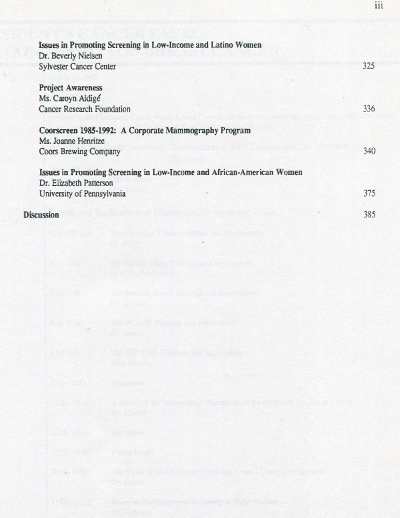 iii
Issues in Promoting Screening in Low-Income and Latino Women
Dr. Beverly Nielsen
Sylvester Cancer Center 325
Project Awareness
Ms. Caroyn Aldigé
Cancer Research Foundation 336
Coorscreen 1985-1992: A Corporate Mammography Program
Ms. Joanne Henritze
Coors Brewing Company 340
Issues in Promoting Screening in Low-Income and African-American Women
Dr. Elizabeth Patterson
University of Pennsylvania 375
Discussion 385